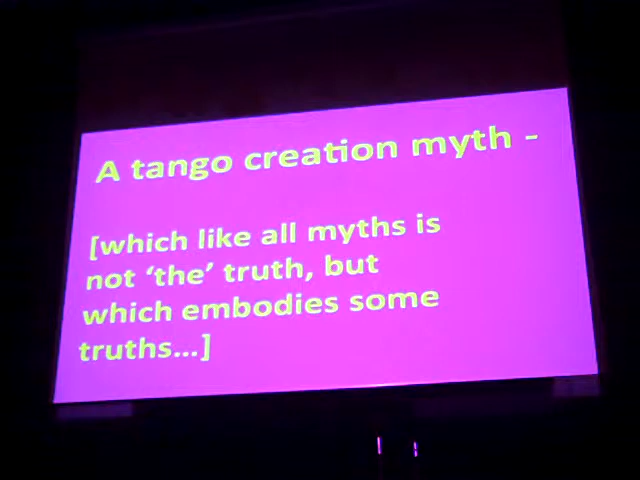 A tango creation myth -
[which like all myths is
not ‘the’ truth, but
which embodies some
truths...]